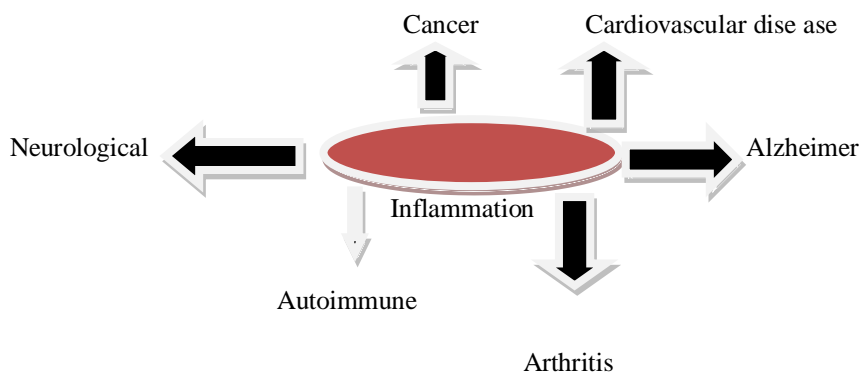 Cancer
Cardiovascular dise ase
Neurological
Alzheimer
Inflammation
Autoimmune
Arthritis